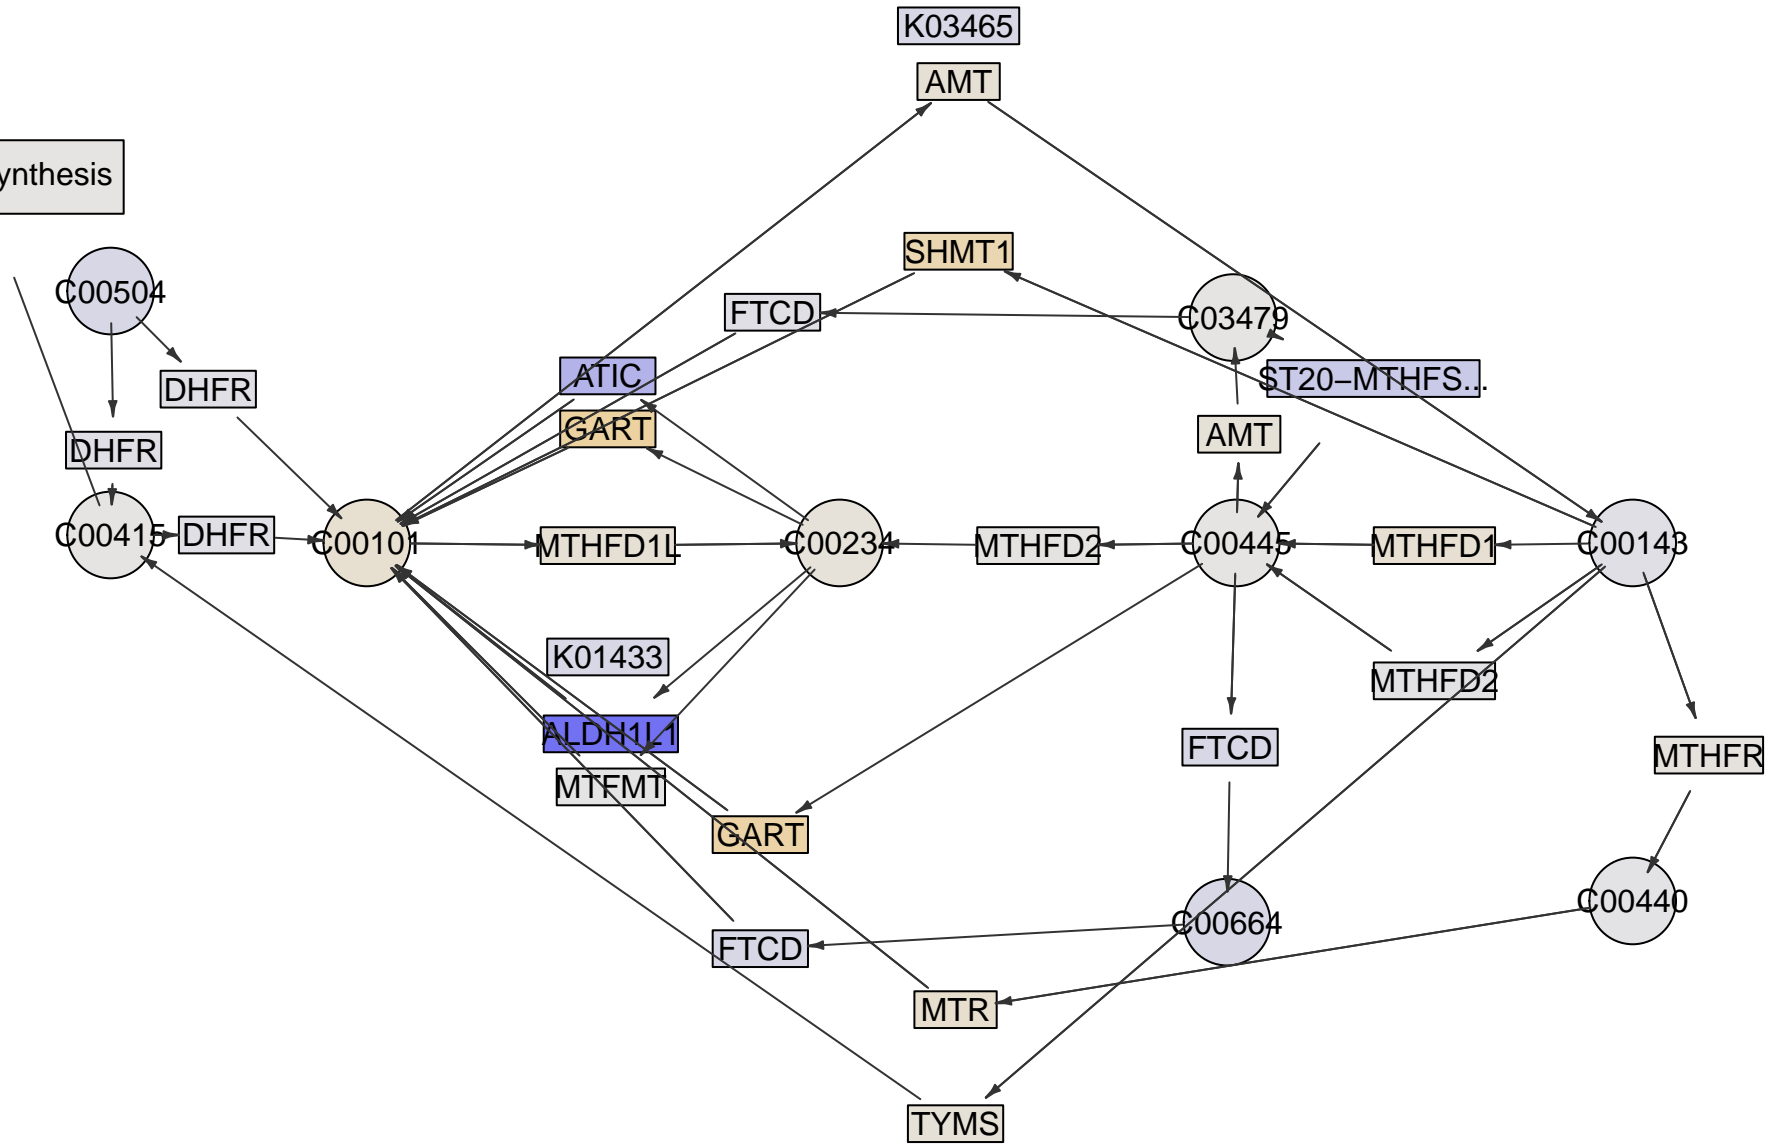 K03465
AMT
ynthesis
SHMT1
C00504
FTCD
C03479
ATIC
ST20−MTHFS...
DHFR
GART
AMT
DHFR
C00415
DHFR
C00101
MTHFD1L
C00234
MTHFD2
C00445
MTHFD1
C00143
K01433
MTHFD2
ALDH1L1
FTCD
MTHFR
MTFMT
GART
C00440
C00664
FTCD
MTR
TYMS